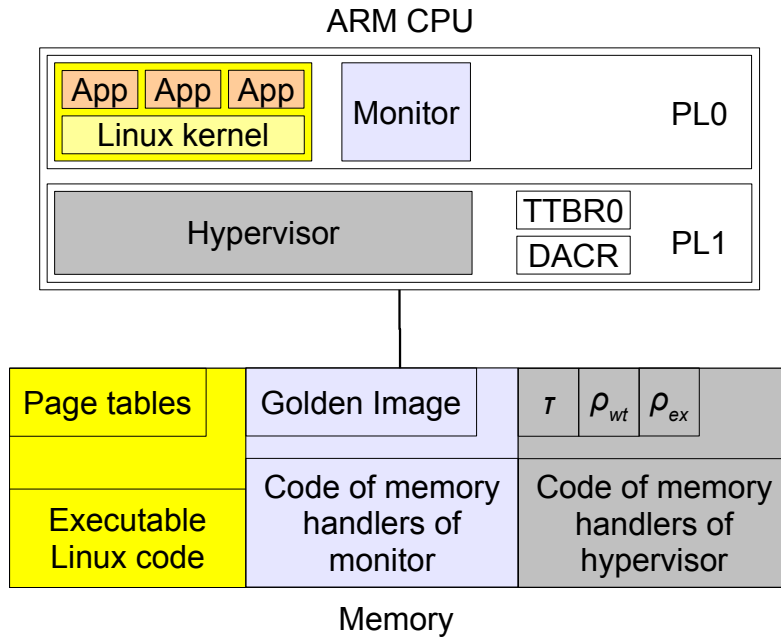 ARM CPU
App App App
Linux kernel
Monitor
PL0
Hypervisor
TTBR0
DACR
PL1
Page tables
Golden Image
τ ρwt ρex
Executable
Linux code
Code of memory
handlers of
monitor
Code of memory
handlers of
hypervisor
Memory